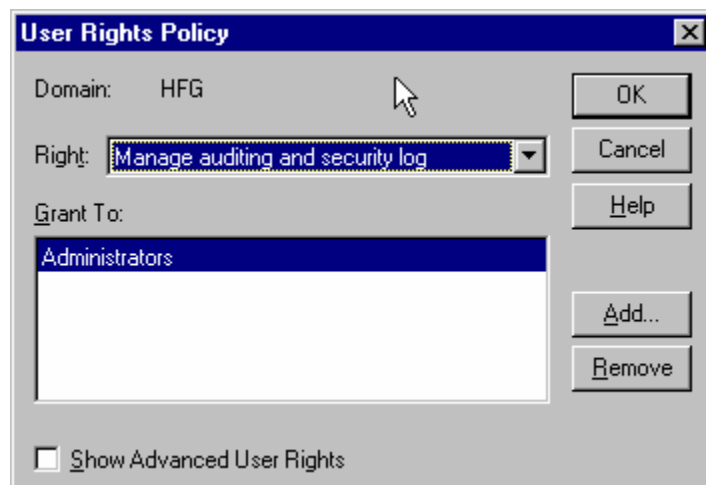 User Rights Policy
Domain: HFG
OK
Right: Manage auditing and security log
Cancel
Grant To:
Help
Administrators
Add...
Remove
Show Advanced User Rights